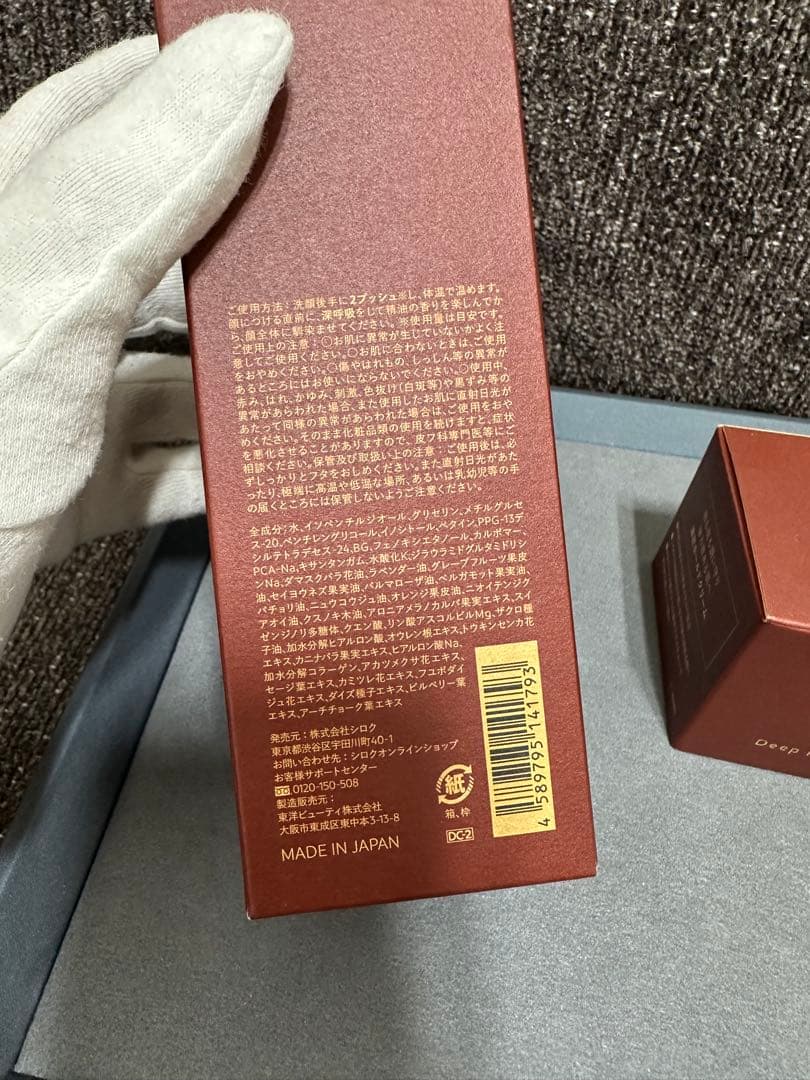 ご使用方法：洗顔後手に2プッシュ※し、体温で温めます。
顔につける直前に、深呼吸をして精油の香りを楽しんでか
ら、顔全体に馴染ませてください。※使用量は目安です。
ご使用上の注意：○お肌に異常が生じていないかよく注
意してご使用ください。○お肌に合わないときは、ご使用
をおやめください。○傷やはれもの、しっしん等の異常が
あるところにはお使いにならないでください。○使用中、
赤み、はれ、かゆみ、刺激、色抜け(白斑等)や黒ずみ等の
異常があらわれた場合、また使用したお肌に直射日光が
あたって同様の異常があらわれた場合は、ご使用をおや
めください。そのまま化粧品類の使用を続けますと、症状
を悪化させることがありますので、皮フ科専門医等にご
相談ください。保管及び取扱い上の注意：ご使用後は、必
ずしっかとフタをおしめください。また直射日光があ
たったり、極端に高温や低温な場所、あるいは乳幼児等の手
の届くところには保管しないようご注意ください。
全成分：水、イソペンチルジオール、グリセリン、メチルグルセ
ス-20、ペンチレングリコール、イノシトール、ベタイン、PPG-13デ
シルテトラデセス-24、BG、フェノキシエタノール、カルボマー、
PCA-Na、キサンタンガム、水酸化K、ジラウラミドグルタミドリシ
ンNa、ダマスクバラ花油、ラベンダー油、グレープフルーツ果皮
油、セイヨウネズ果実油、パルマローザ油、ベルガモット果実油、
パチョリ油、ニュウコウジュ油、オレンジ果皮油、ニオイテンジク
アオイ油、クスノキ木油、アロニアメラノカルパ果実エキス、スイ
ゼンジノリ多糖体、クエン酸、リン酸アスコルビルMg、ザクロ種
子油、加水分解ヒアルロン酸、オウレン根エキス、トウキンセンカ花
エキス、カニナバラ果実エキス、ヒアルロン酸Na、
加水分解コラーゲン、アカツメクサ花エキス、
セージ葉エキス、カミツレ花エキス、フユボダイ
ジュ花エキス、ダイズ種子エキス、ビルベリー葉
エキス、アーチチョーク葉エキス
発売元：株式会社シロク
東京都渋谷区宇田川町40-1
お問い合わせ先：シロクオンラインショップ
お客様サポートセンター
0120-150-508
製造販売元：
東洋ビューティ株式会社
大阪市東成区東中本3-13-8
MADE IN JAPAN
紙
箱、枠
DC-2
4 589795 141793
Deep